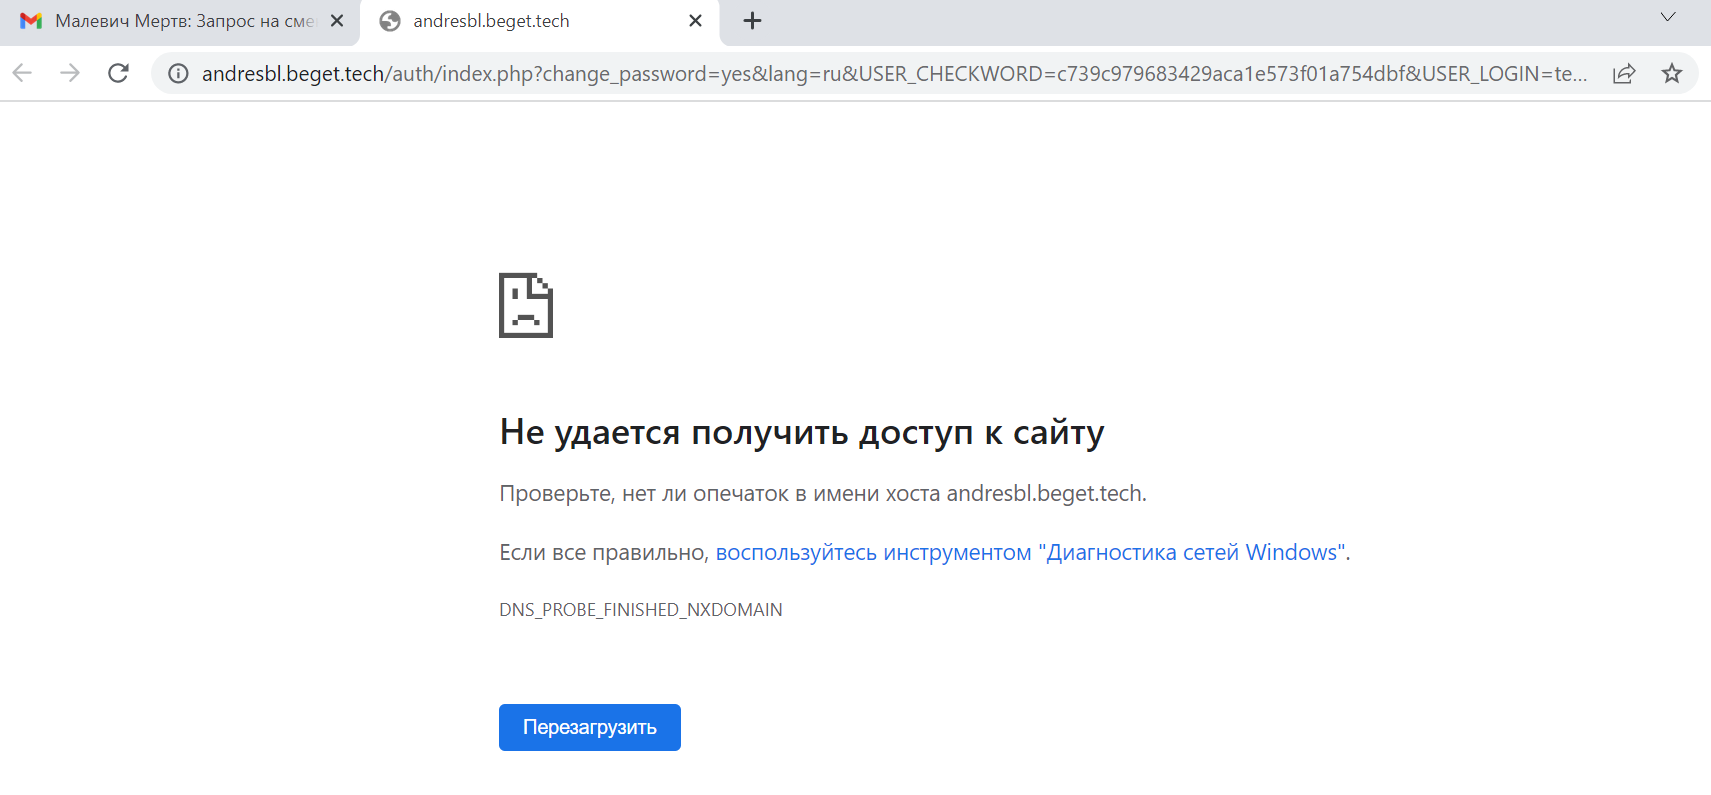 Малевич Мертв: Запрос на сме
andresbl.beget.tech
andresbl.beget.tech/auth/index.php?change_password=yes&lang=ru&USER_CHECKWORD=c739c979683429aca1e573f01a754dbf&USER_LOGIN=te...
Не удается получить доступ к сайту
Проверьте, нет ли опечаток в имени хоста andresbl.beget.tech.
Если все правильно, воспользуйтесь инструментом "Диагностика сетей Windows".
DNS_PROBE_FINISHED_NXDOMAIN
Перезагрузить